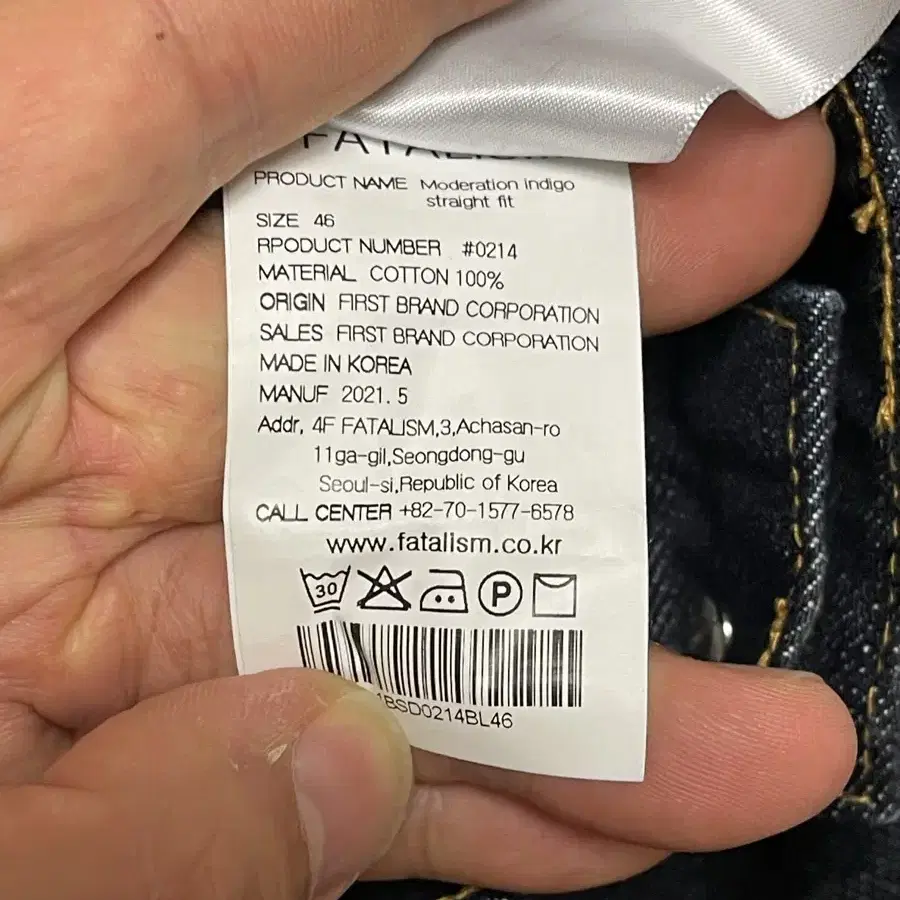 FATALISM
PRODUCT NAME Moderation indigo
straight fit
SIZE 46
RPODUCT NUMBER #0214
MATERIAL COTTON 100%
ORIGIN FIRST BRAND CORPORATION
SALES FIRST BRAND CORPORATION
MADE IN KOREA
MANUF 2021. 5
Addr, 4F FATALISM,3,Achasan-ro
11ga-gil,Seongdong-gu
Seoul-si,Republic of Korea
CALL CENTER +82-70-1577-6578
www.fatalism.co.kr
30 P
1BSD0214BL46